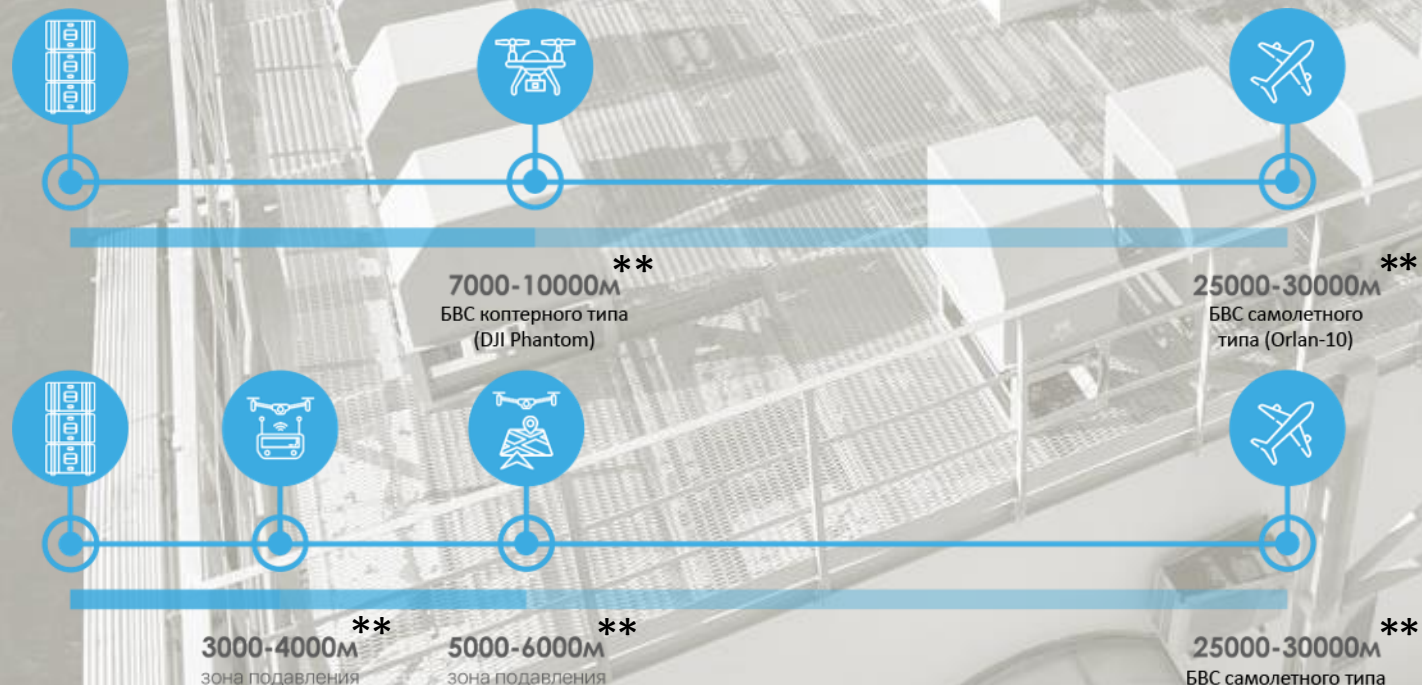 **
**
7000-10000м
25000-30000м
БВС коптерного типа
БВС самолетного
(DJI Phantom)
типа (Orlan-10)
**
**
**
3000-4000м
5000-6000м
25000-30000м
зона подавления
зона подавления
БВС самолетного типа